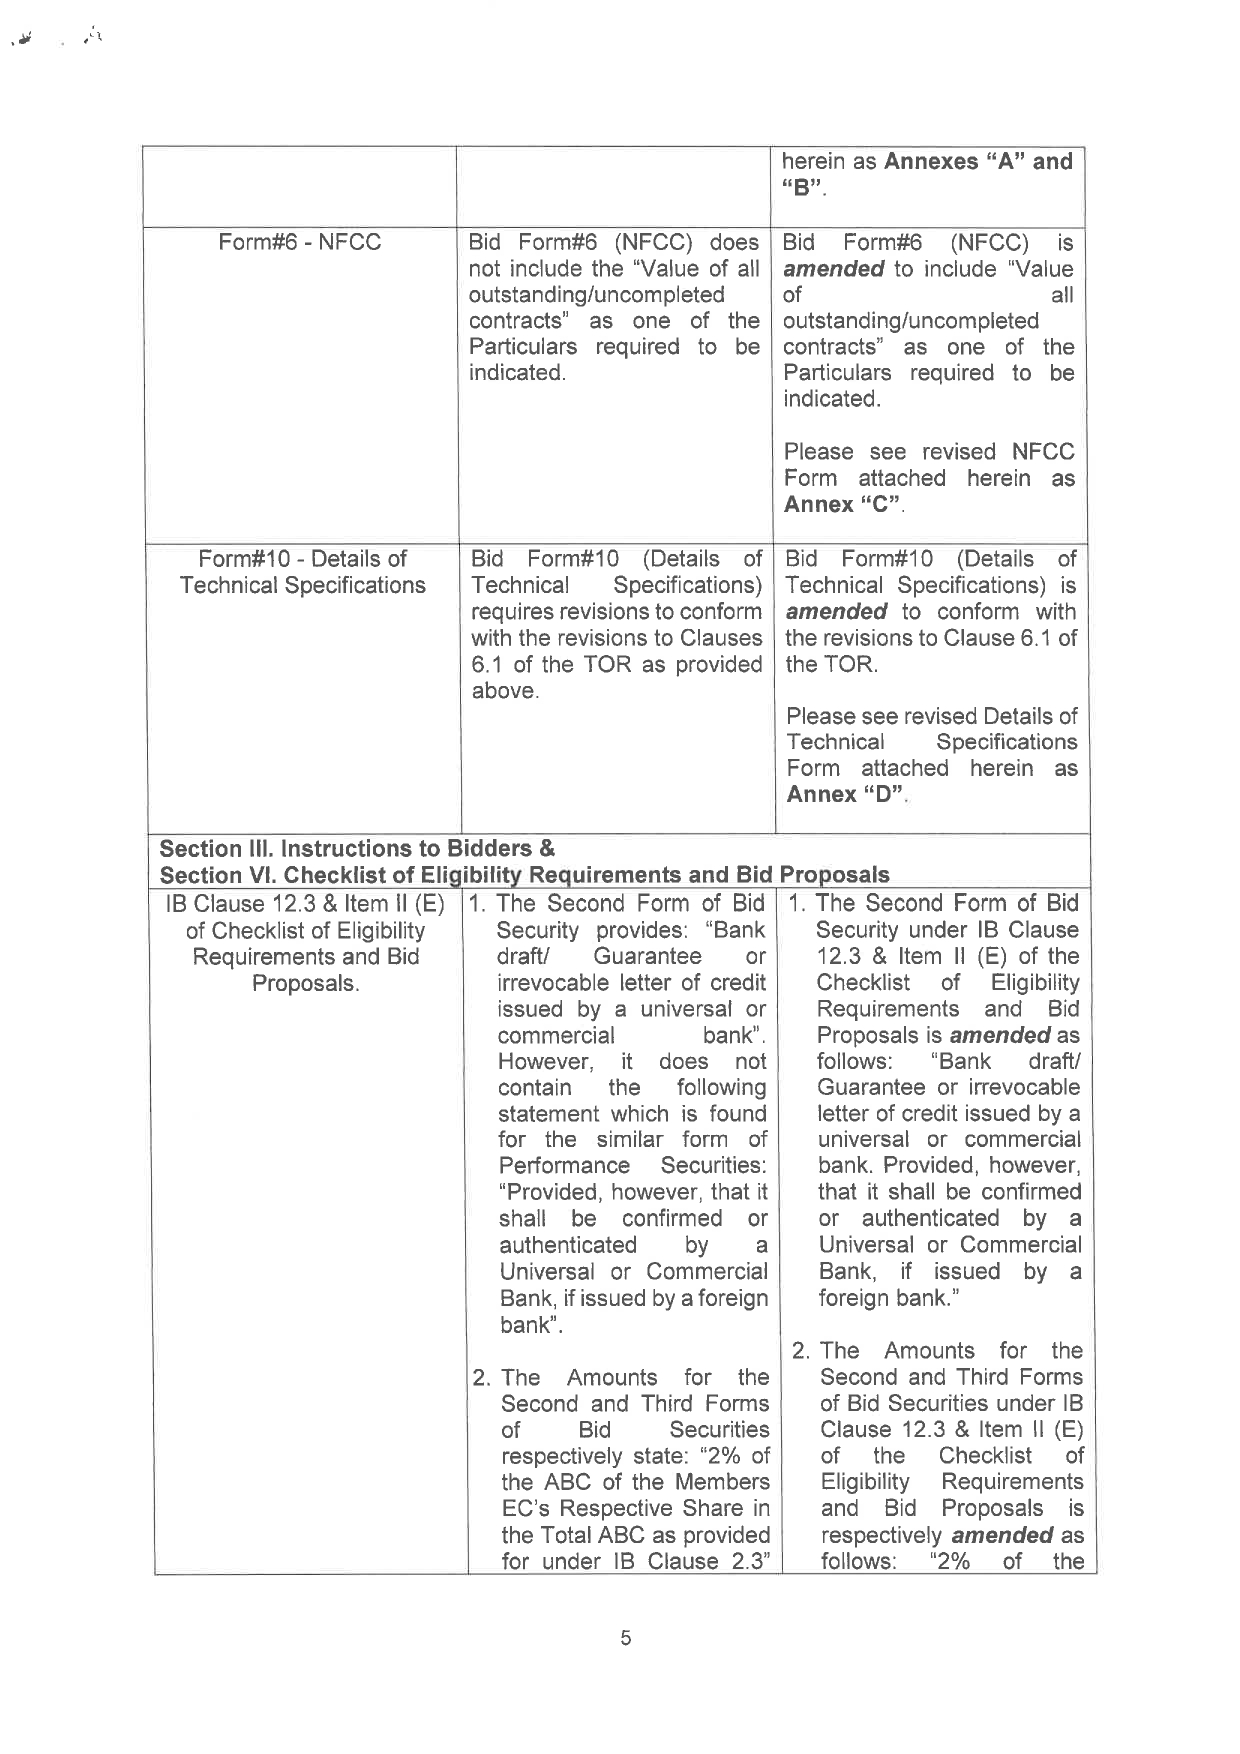 herein as Annexes “A” and
“B”.
Form#6 - NFCC
Bid Form#6 (NFCC) does
not include the “Value of all
outstanding/uncompleted
contracts” as one of the
Particulars required to be
indicated.
Bid Form#6 (NFCC) is
amended to include “Value
of all
outstanding/uncompleted
contracts” as one of the
Particulars required to be
indicated.
Please see revised NFCC
Form attached herein as
Annex “C”.
Form#10 - Details of
Technical Specifications
Bid Form#10 (Details of
Technical Specifications)
requires revisions to conform
with the revisions to Clauses
6.1 of the TOR as provided
above.
Bid Form#10 (Details of
Technical Specifications) is
amended to conform with
the revisions to Clause 6.1 of
the TOR.
Please see revised Details of
Technical Specifications
Form attached herein as
Annex “D”.
Section III. Instructions to Bidders &
Section VI. Checklist of Eligibility Requirements and Bid Proposals
IB Clause 12.3 & Item II (E)
of Checklist of Eligibility
Requirements and Bid
Proposals.
1. The Second Form of Bid
Security provides: “Bank
draft/ Guarantee or
irrevocable letter of credit
issued by a universal or
commercial bank”.
However, it does not
contain the following
statement which is found
for the similar form of
Performance Securities:
“Provided, however, that it
shall be confirmed or
authenticated by a
Universal or Commercial
Bank, if issued by a foreign
bank”.
2. The Amounts for the
Second and Third Forms
of Bid Securities
respectively state: “2% of
the ABC of the Members
EC’s Respective Share in
the Total ABC as provided
for under IB Clause 2.3”
1. The Second Form of Bid
Security under IB Clause
12.3 & Item II (E) of the
Checklist of Eligibility
Requirements and Bid
Proposals is amended as
follows: “Bank draft/
Guarantee or irrevocable
letter of credit issued by a
universal or commercial
bank. Provided, however,
that it shall be confirmed
or authenticated by a
Universal or Commercial
Bank, if issued by a
foreign bank.”
2. The Amounts for the
Second and Third Forms
of Bid Securities under IB
Clause 12.3 & Item II (E)
of the Checklist of
Eligibility Requirements
and Bid Proposals is
respectively amended as
follows: “2% of the
5